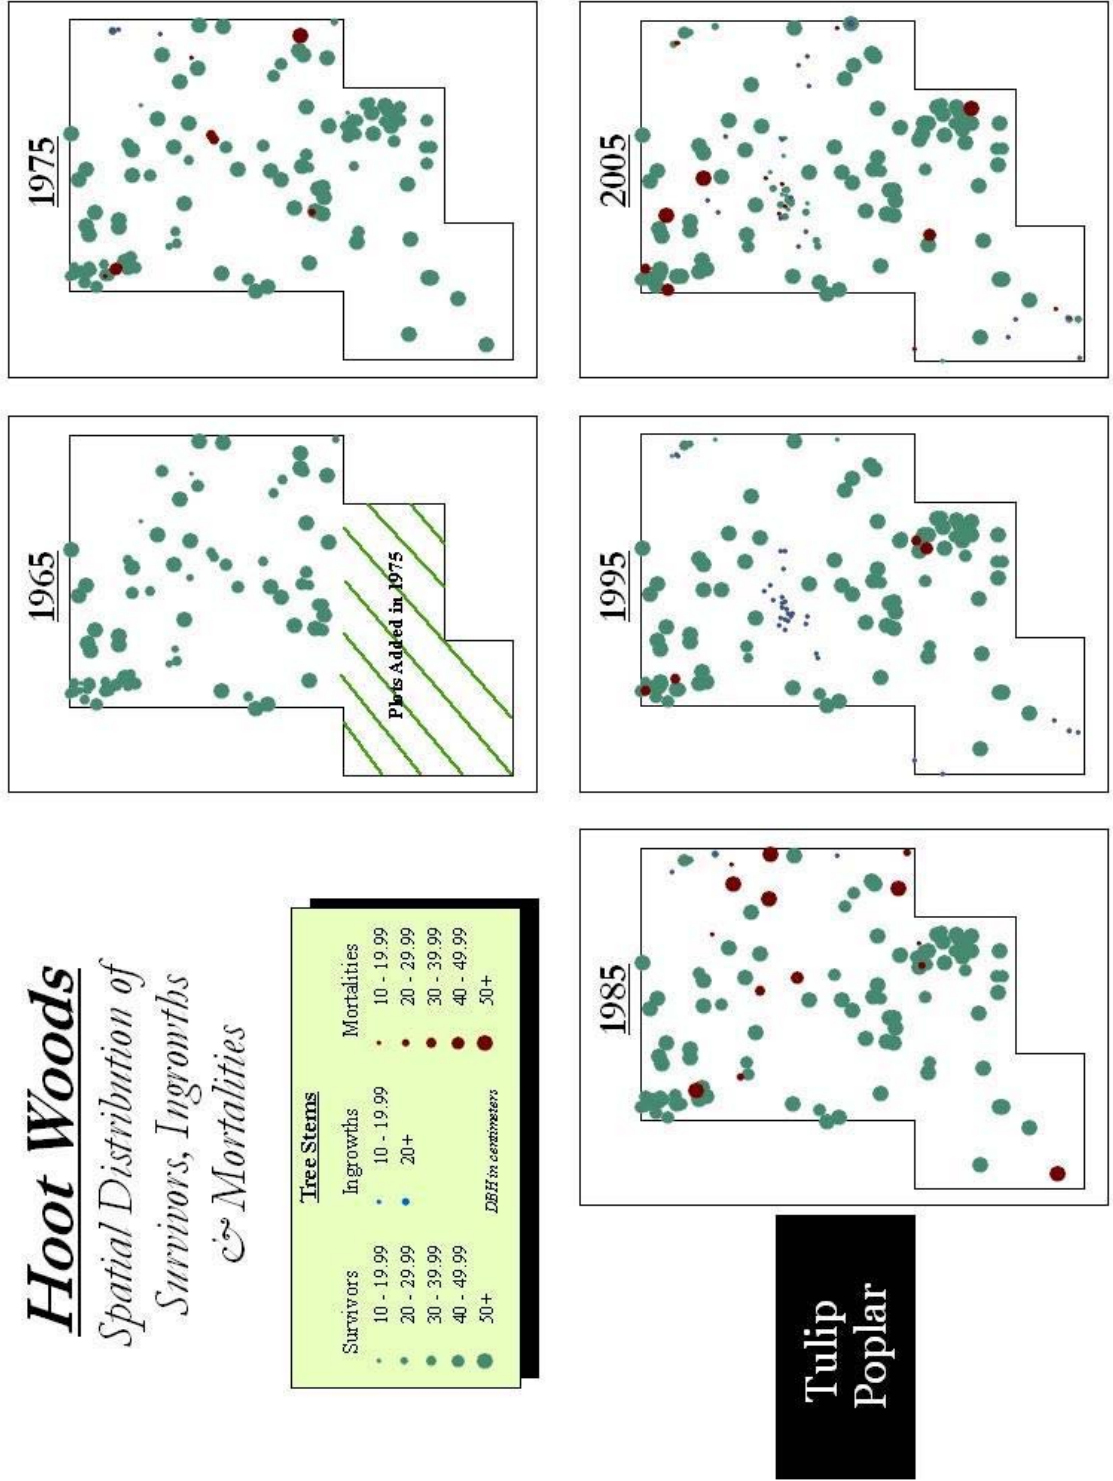 Hoot Woods
Spatial Distribution of
Survivors, Ingrowths
& Mortalities
1965
Plots Added in 1975
1975
Tree Stems
Survivors
10 - 19.99
20 - 29.99
30 - 39.99
40 - 49.99
50+
Ingrowths
10 - 19.99
20+
Mortalities
10 - 19.99
20 - 29.99
30 - 39.99
40 - 49.99
50+
DBH in centimeters
Tulip
Poplar
1985
1995
2005